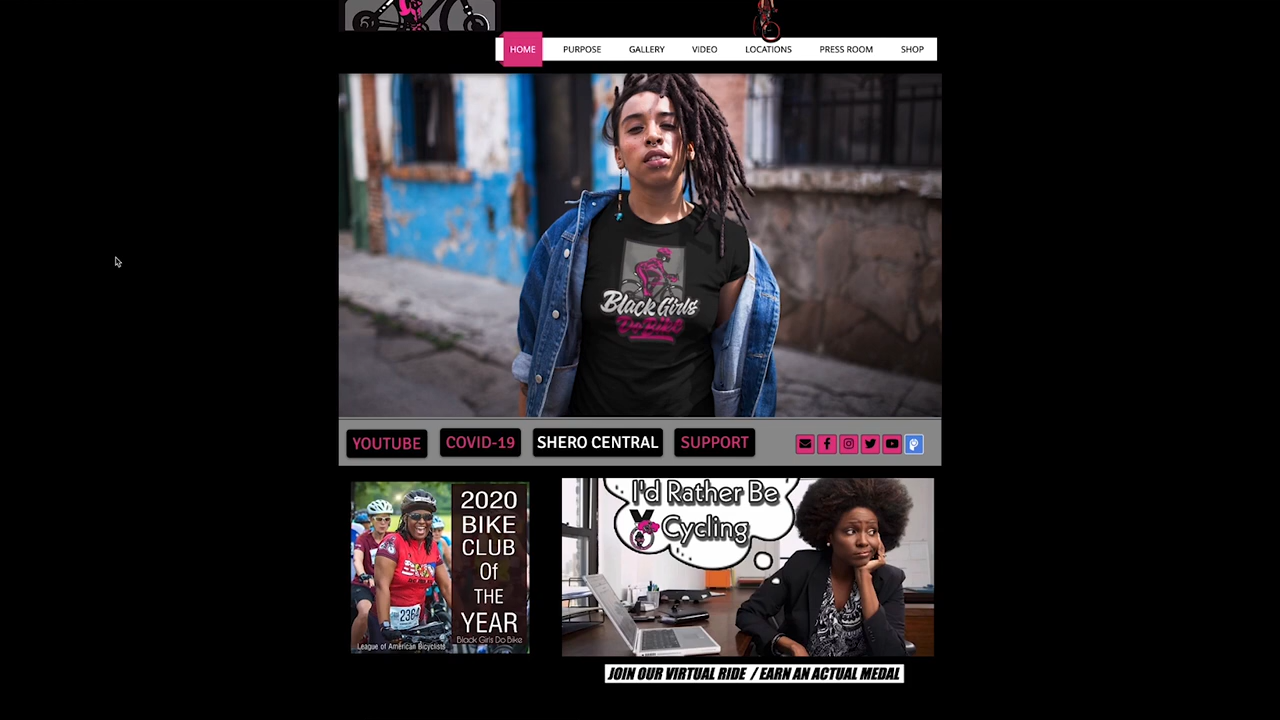 HOME PURPOSE GALLERY VIDEO LOCATIONS PRESS ROOM SHOP
Black Girls
Do Bike
YOUTUBE COVID-19 SHERO CENTRAL SUPPORT
2020
BIKE
CLUB
Of
THE
YEAR
Black Girls Do Bike
League of American Bicyclists
2364
I'd Rather Be
Cycling
JOIN OUR VIRTUAL RIDE / EARN AN ACTUAL MEDAL